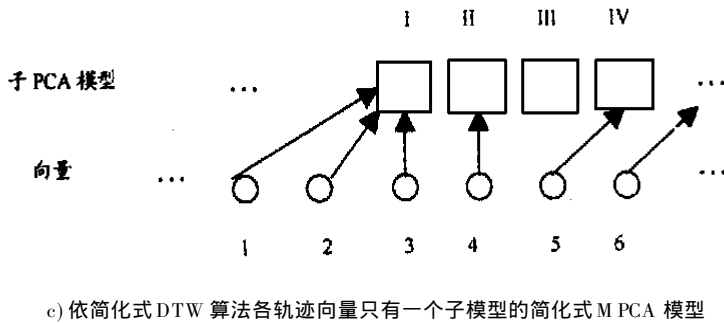 I II III IV
子 PCA 模型 … …
向量 … …
1 2 3 4 5 6
c) 依简化式 DTW 算法各轨迹向量只有一个子模型的简化式 M PCA 模型